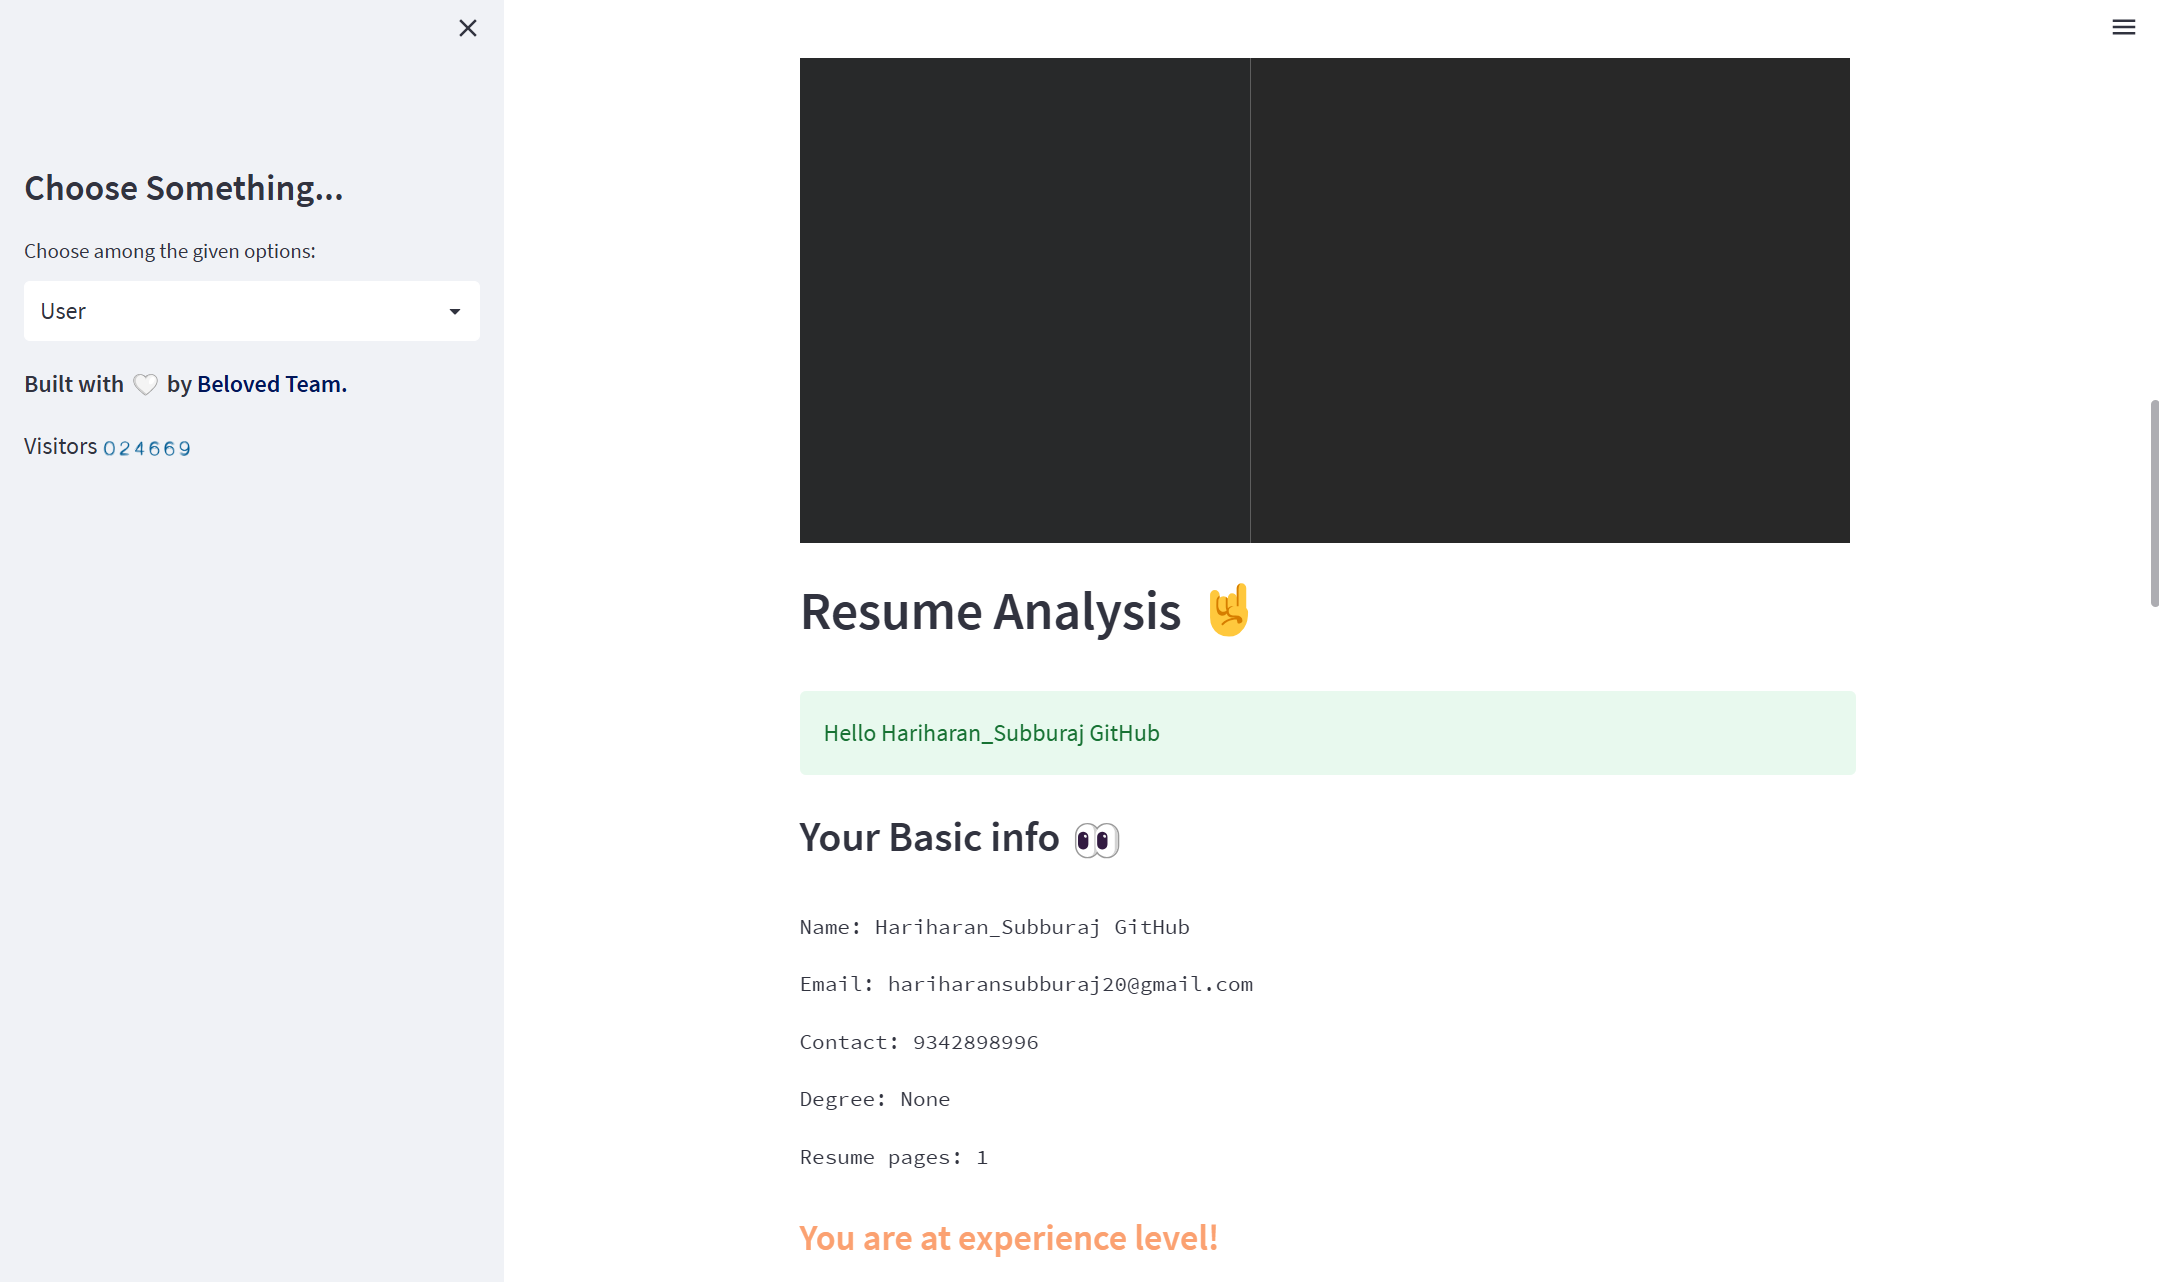 Choose Something...
Choose among the given options:
User
Built with 🤍 by Beloved Team.
Visitors 024669
Resume Analysis 🤘
Hello Hariharan_Subburaj GitHub
Your Basic info 👀
Name: Hariharan_Subburaj GitHub
Email: hariharansubburaj20@gmail.com
Contact: 9342898996
Degree: None
Resume pages: 1
You are at experience level!